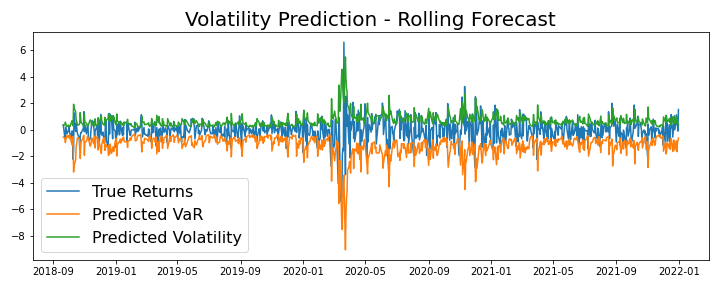 Volatility Prediction - Rolling Forecast
6
4
2
0
−2
−4
−6
−8
True Returns
Predicted VaR
Predicted Volatility
2018-09 2019-01 2019-05 2019-09 2020-01 2020-05 2020-09 2021-01 2021-05 2021-09 2022-01